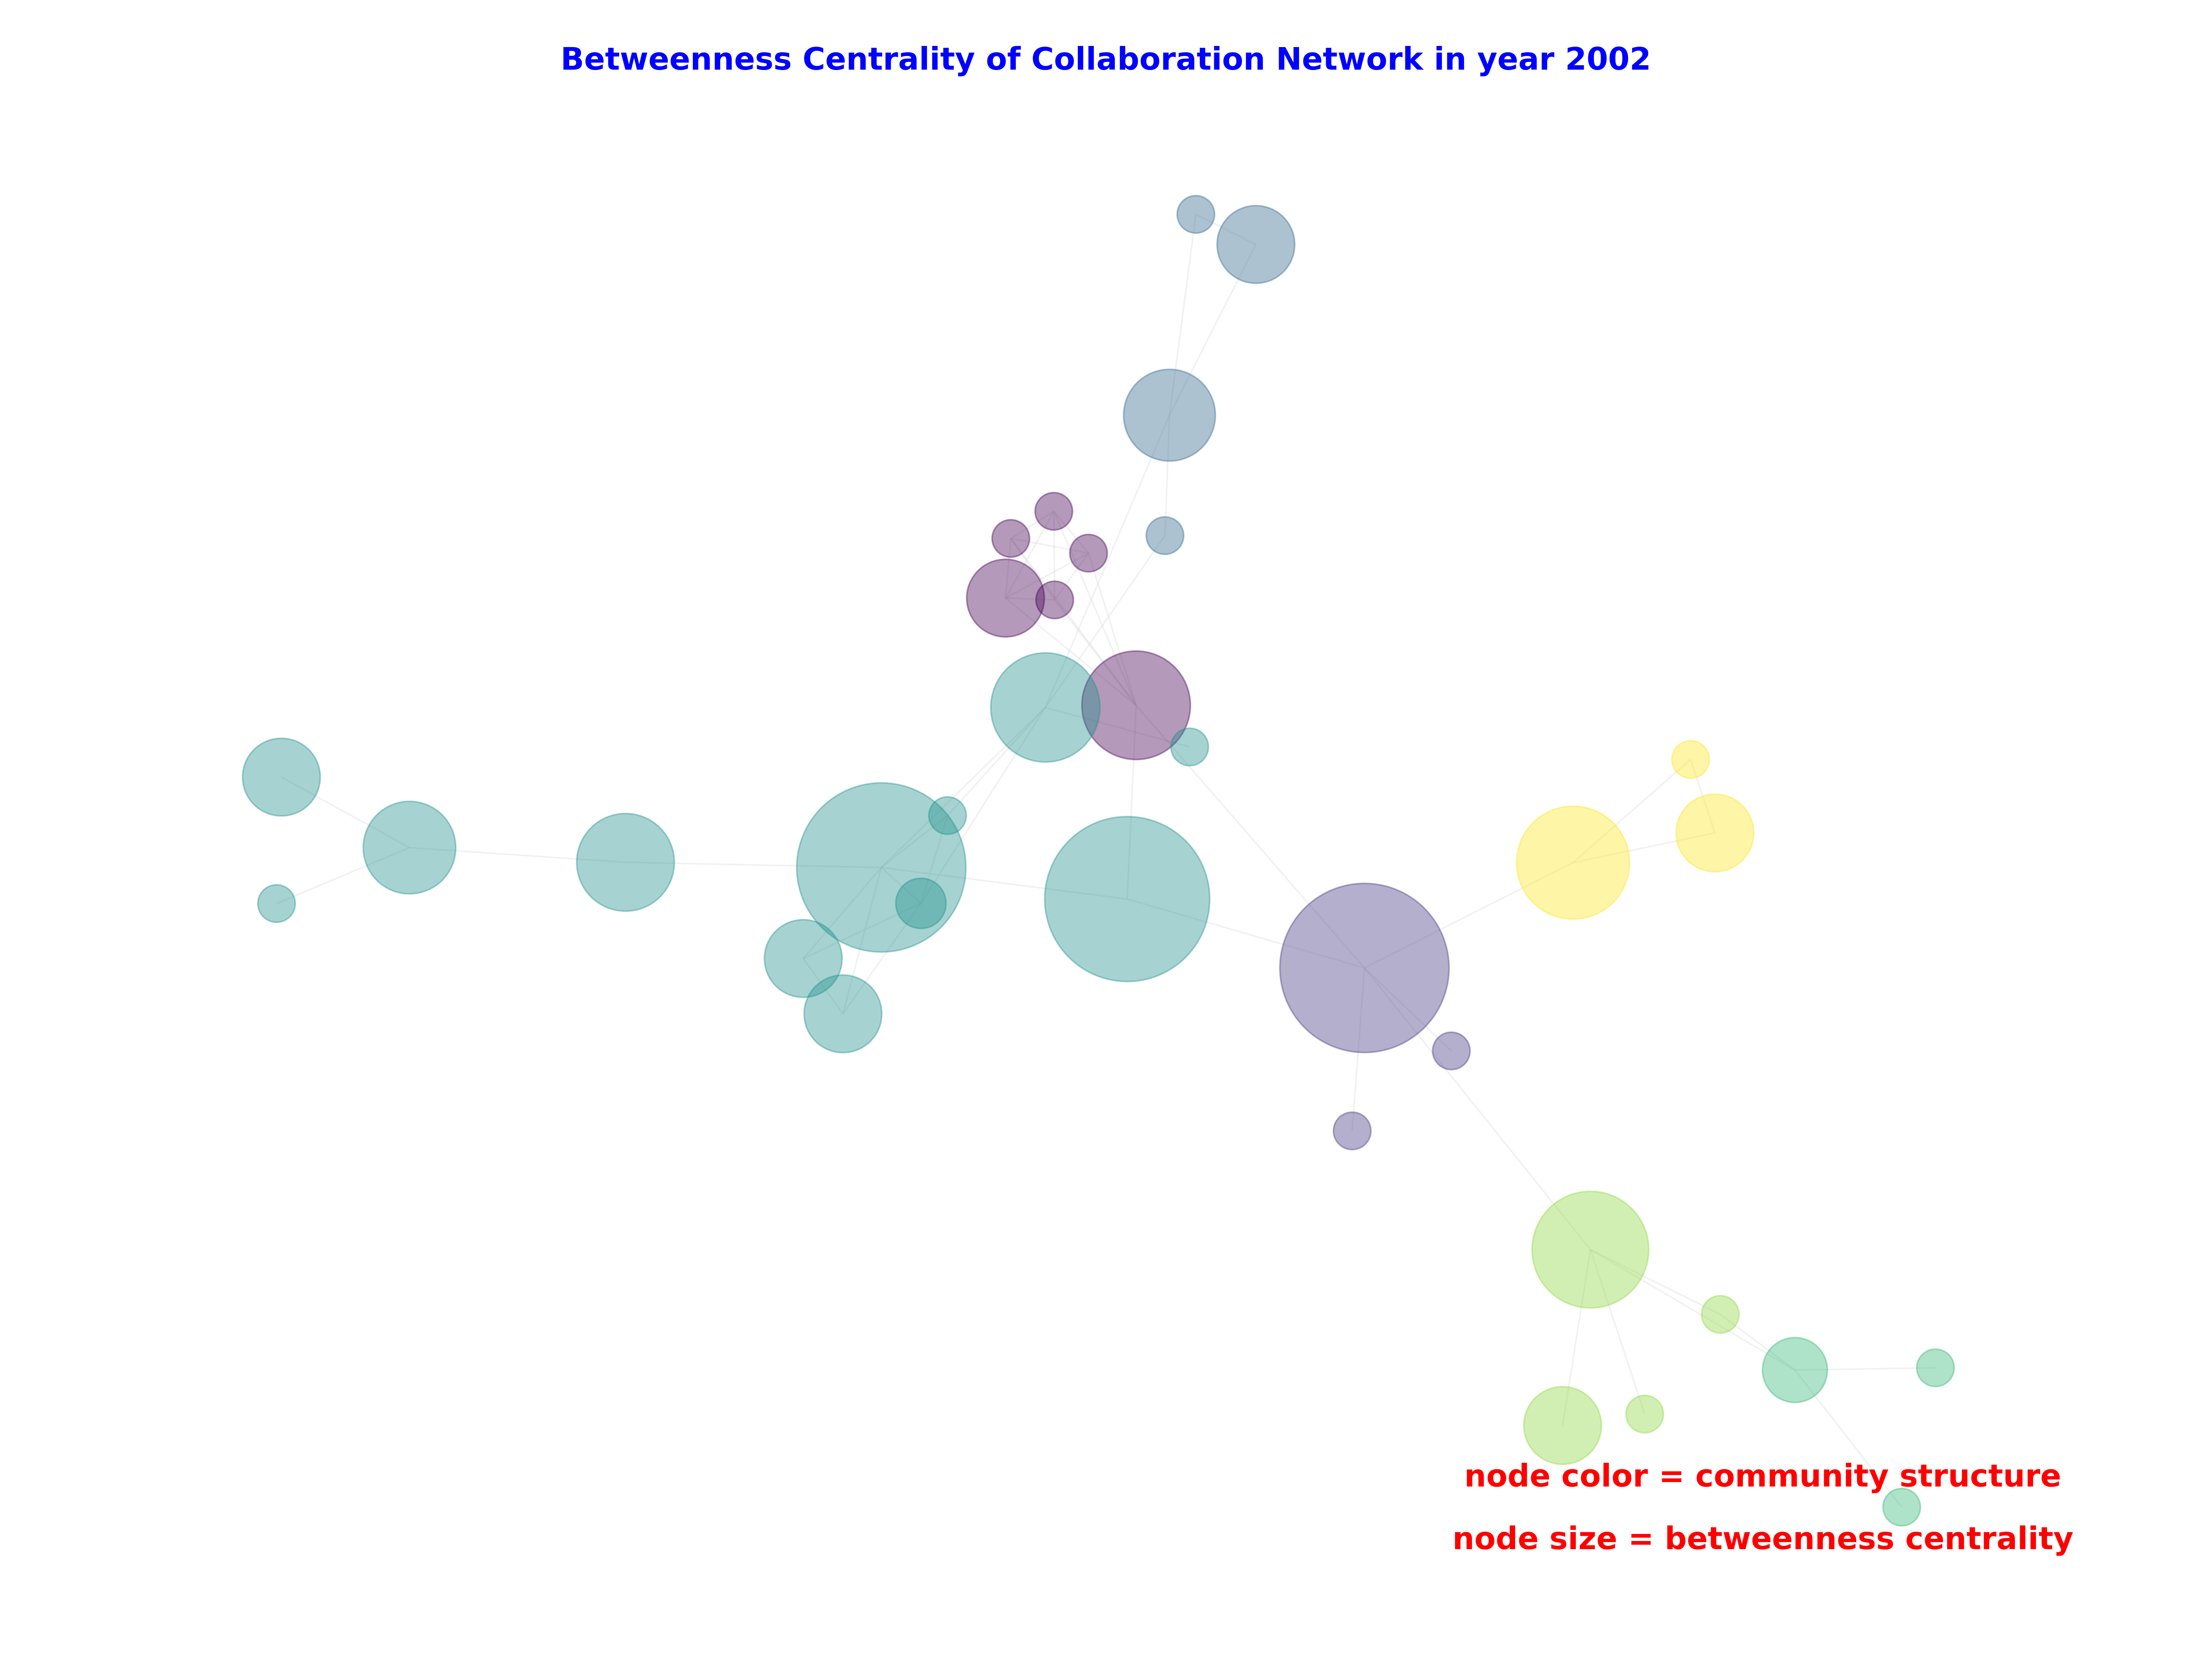 Betweenness Centrality of Collaboration Network in year 2002
node color = community structure
node size = betweenness centrality